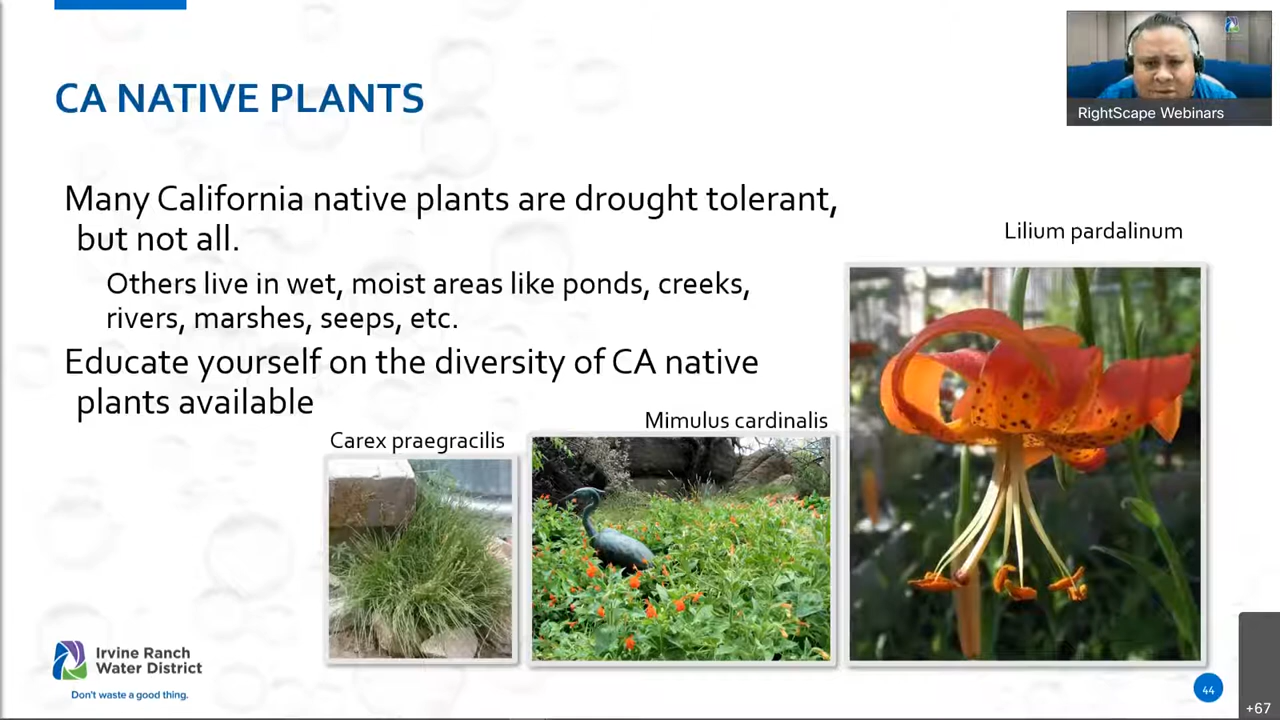 CA NATIVE PLANTS
RightScape Webinars
Many California native plants are drought tolerant,
but not all.
Others live in wet, moist areas like ponds, creeks,
rivers, marshes, seeps, etc.
Educate yourself on the diversity of CA native
plants available
Lilium pardalinum
Mimulus cardinalis
Carex praegracilis
Irvine Ranch
Water District
Don't waste a good thing.
44
+67